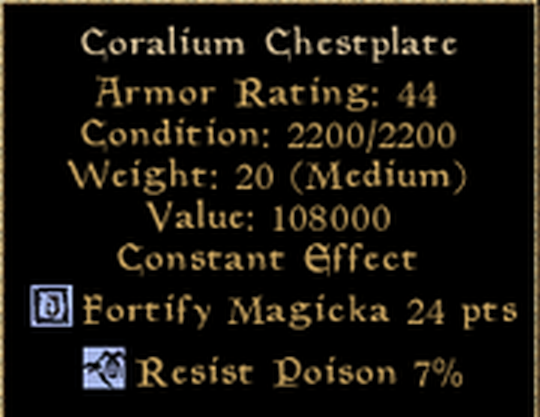 Coralium Chestplate
Armor Rating: 44
Condition: 2200/2200
Weight: 20 (Medium)
Value: 108000
Constant Effect
Fortify Magicka 24 pts
Resist Poison 7%